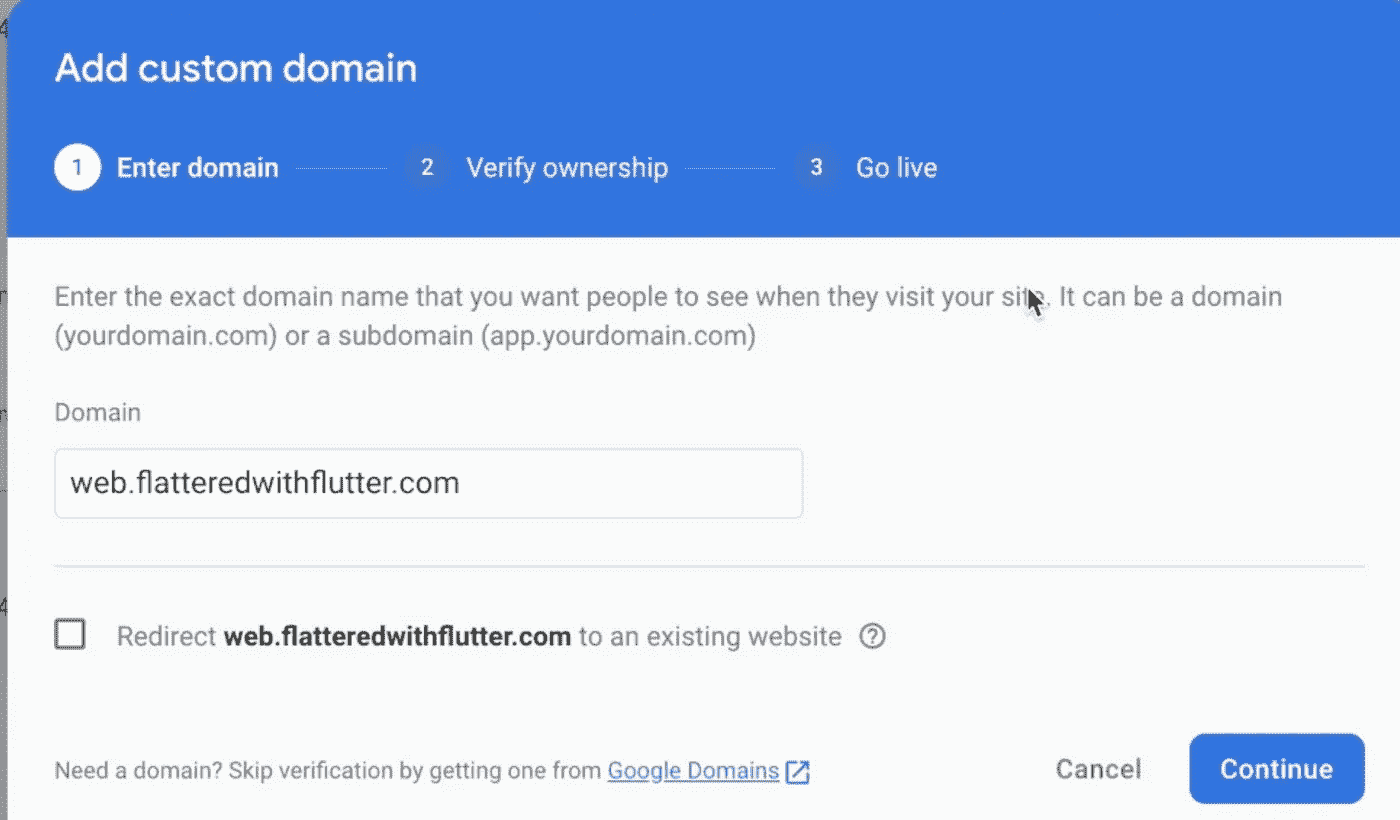 Add custom domain
1 Enter domain 2 Verify ownership 3 Go live
Enter the exact domain name that you want people to see when they visit your site. It can be a domain
(yourdomain.com) or a subdomain (app.yourdomain.com)
Domain
web.flatteredwithflutter.com
Redirect web.flatteredwithflutter.com to an existing website ?
Need a domain? Skip verification by getting one from Google Domains
Cancel Continue